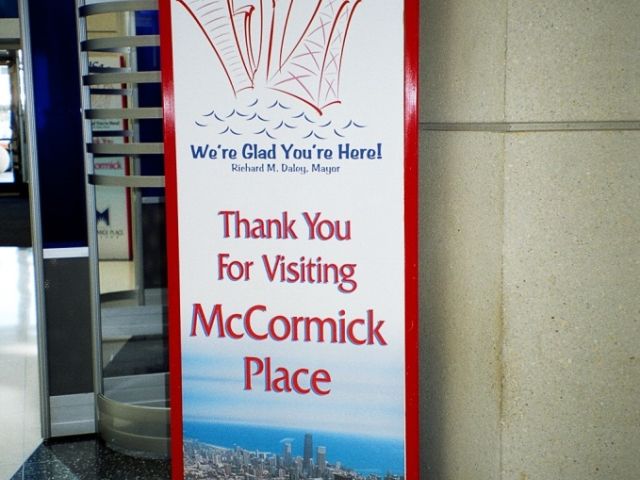 We're Glad You're Here!
Richard M. Daley, Mayor
Thank You
For Visiting
McCormick
Place